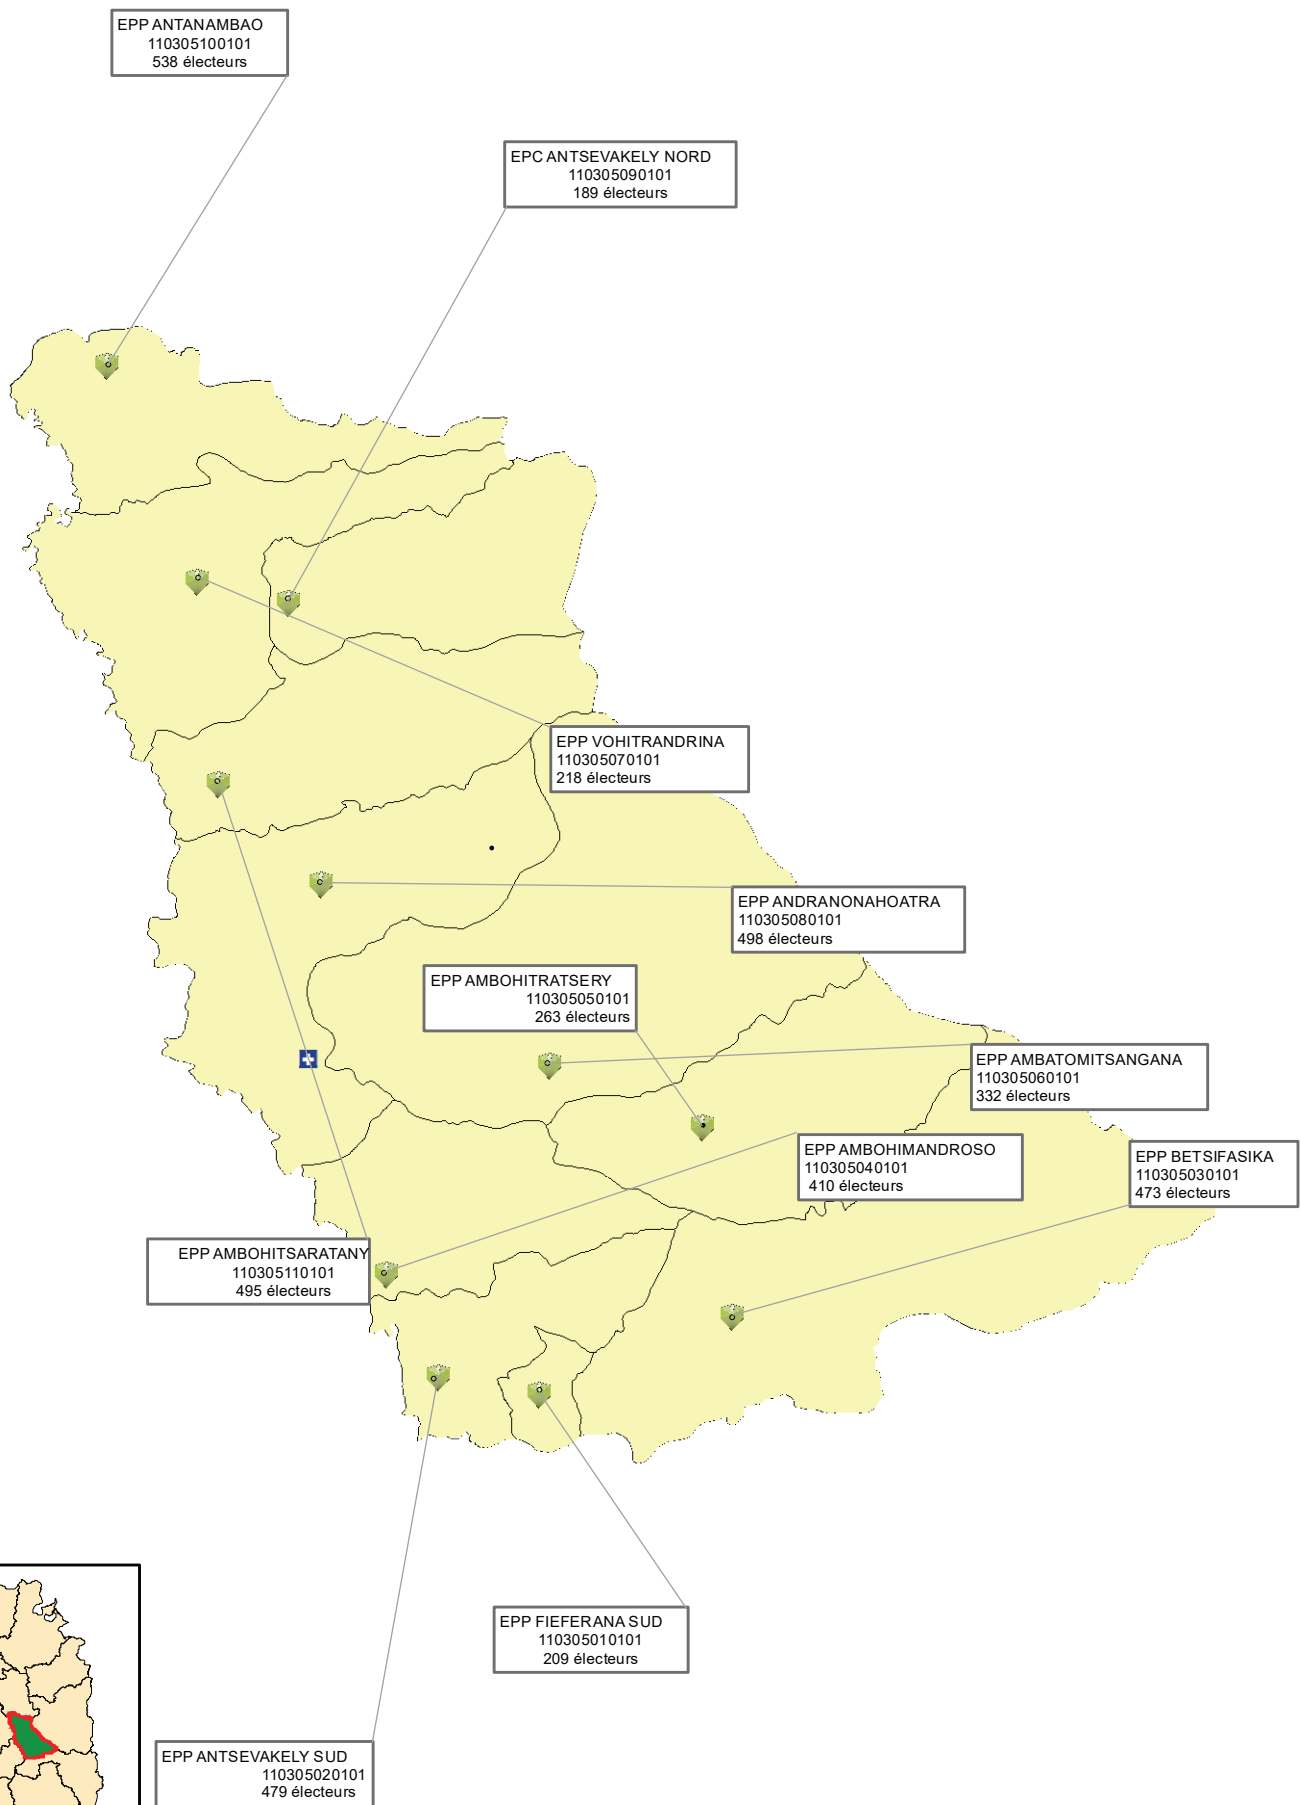 EPP ANTANAMBAO
110305100101
538 électeurs
EPC ANTSEVAKELY NORD
110305090101
189 électeurs
EPP VOHITRANDRINA
110305070101
218 électeurs
EPP ANDRANONAHOATRA
110305080101
498 électeurs
EPP AMBOHITRATSERY
110305050101
263 électeurs
EPP AMBATOMITSANGANA
110305060101
332 électeurs
EPP AMBOHIMANDROSO
110305040101
410 électeurs
EPP BETSIFASIKA
110305030101
473 électeurs
EPP AMBOHITSARATANY
110305110101
495 électeurs
EPP FIEFERANA SUD
110305010101
209 électeurs
EPP ANTSEVAKELY SUD
110305020101
479 électeurs